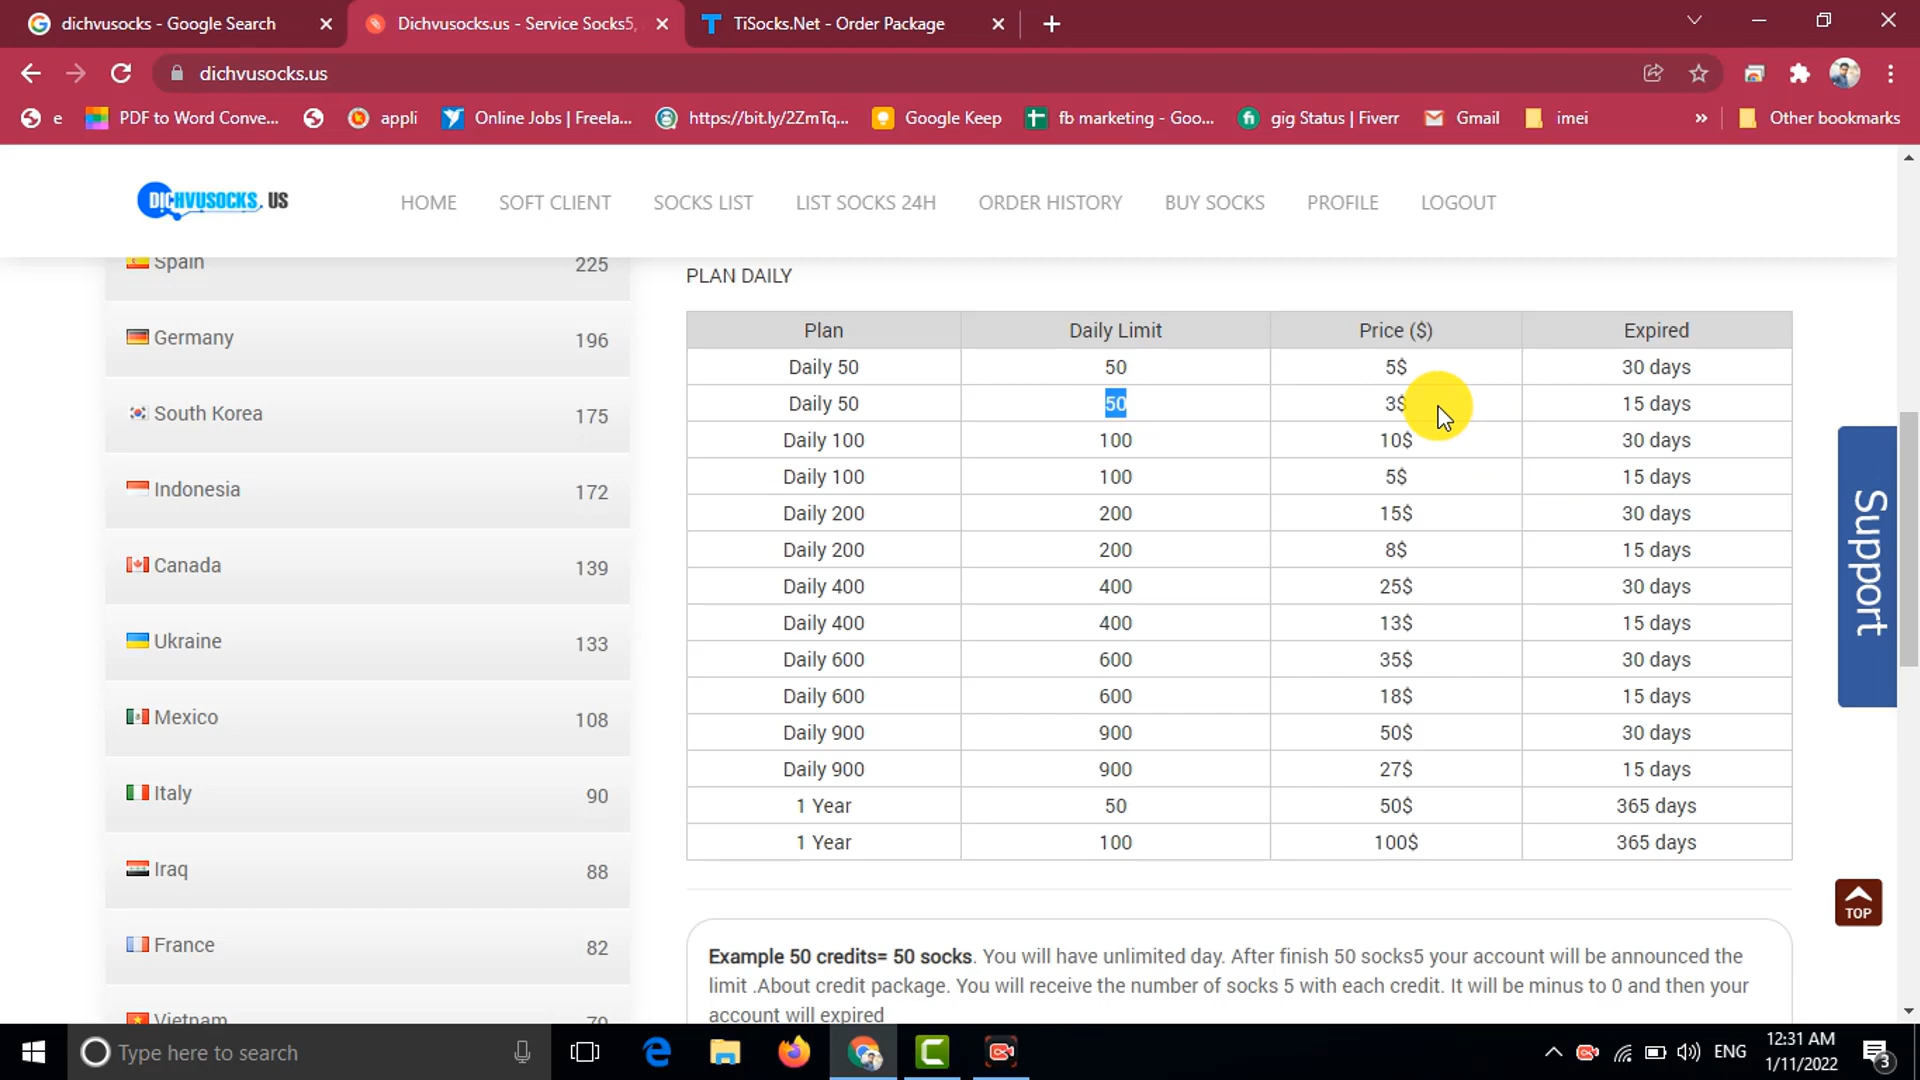 dichvusocks - Google Search
Dichvusocks.us - Service Socks5,
TiSocks.Net - Order Package
dichvusocks.us
e
PDF to Word Conve...
appli
Online Jobs | Freela...
https://bit.ly/2ZmTq...
Google Keep
fb marketing - Goo...
gig Status | Fiverr
Gmail
imei
»
Other bookmarks
DICHVUSOCKS. US
HOME
SOFT CLIENT
SOCKS LIST
LIST SOCKS 24H
ORDER HISTORY
BUY SOCKS
PROFILE
LOGOUT
Spain 225
Germany 196
South Korea 175
Indonesia 172
Canada 139
Ukraine 133
Mexico 108
Italy 90
Iraq 88
France 82
Vietnam
PLAN DAILY
Plan Daily Limit Price ($) Expired
Daily 50 50 5$ 30 days
Daily 50 50 3$ 15 days
Daily 100 100 10$ 30 days
Daily 100 100 5$ 15 days
Daily 200 200 15$ 30 days
Daily 200 200 8$ 15 days
Daily 400 400 25$ 30 days
Daily 400 400 13$ 15 days
Daily 600 600 35$ 30 days
Daily 600 600 18$ 15 days
Daily 900 900 50$ 30 days
Daily 900 900 27$ 15 days
1 Year 50 50$ 365 days
1 Year 100 100$ 365 days
Example 50 credits= 50 socks. You will have unlimited day. After finish 50 socks5 your account will be announced the
limit .About credit package. You will receive the number of socks 5 with each credit. It will be minus to 0 and then your
account will expired
Support
TOP
Type here to search
ENG
12:31 AM
1/11/2022
3